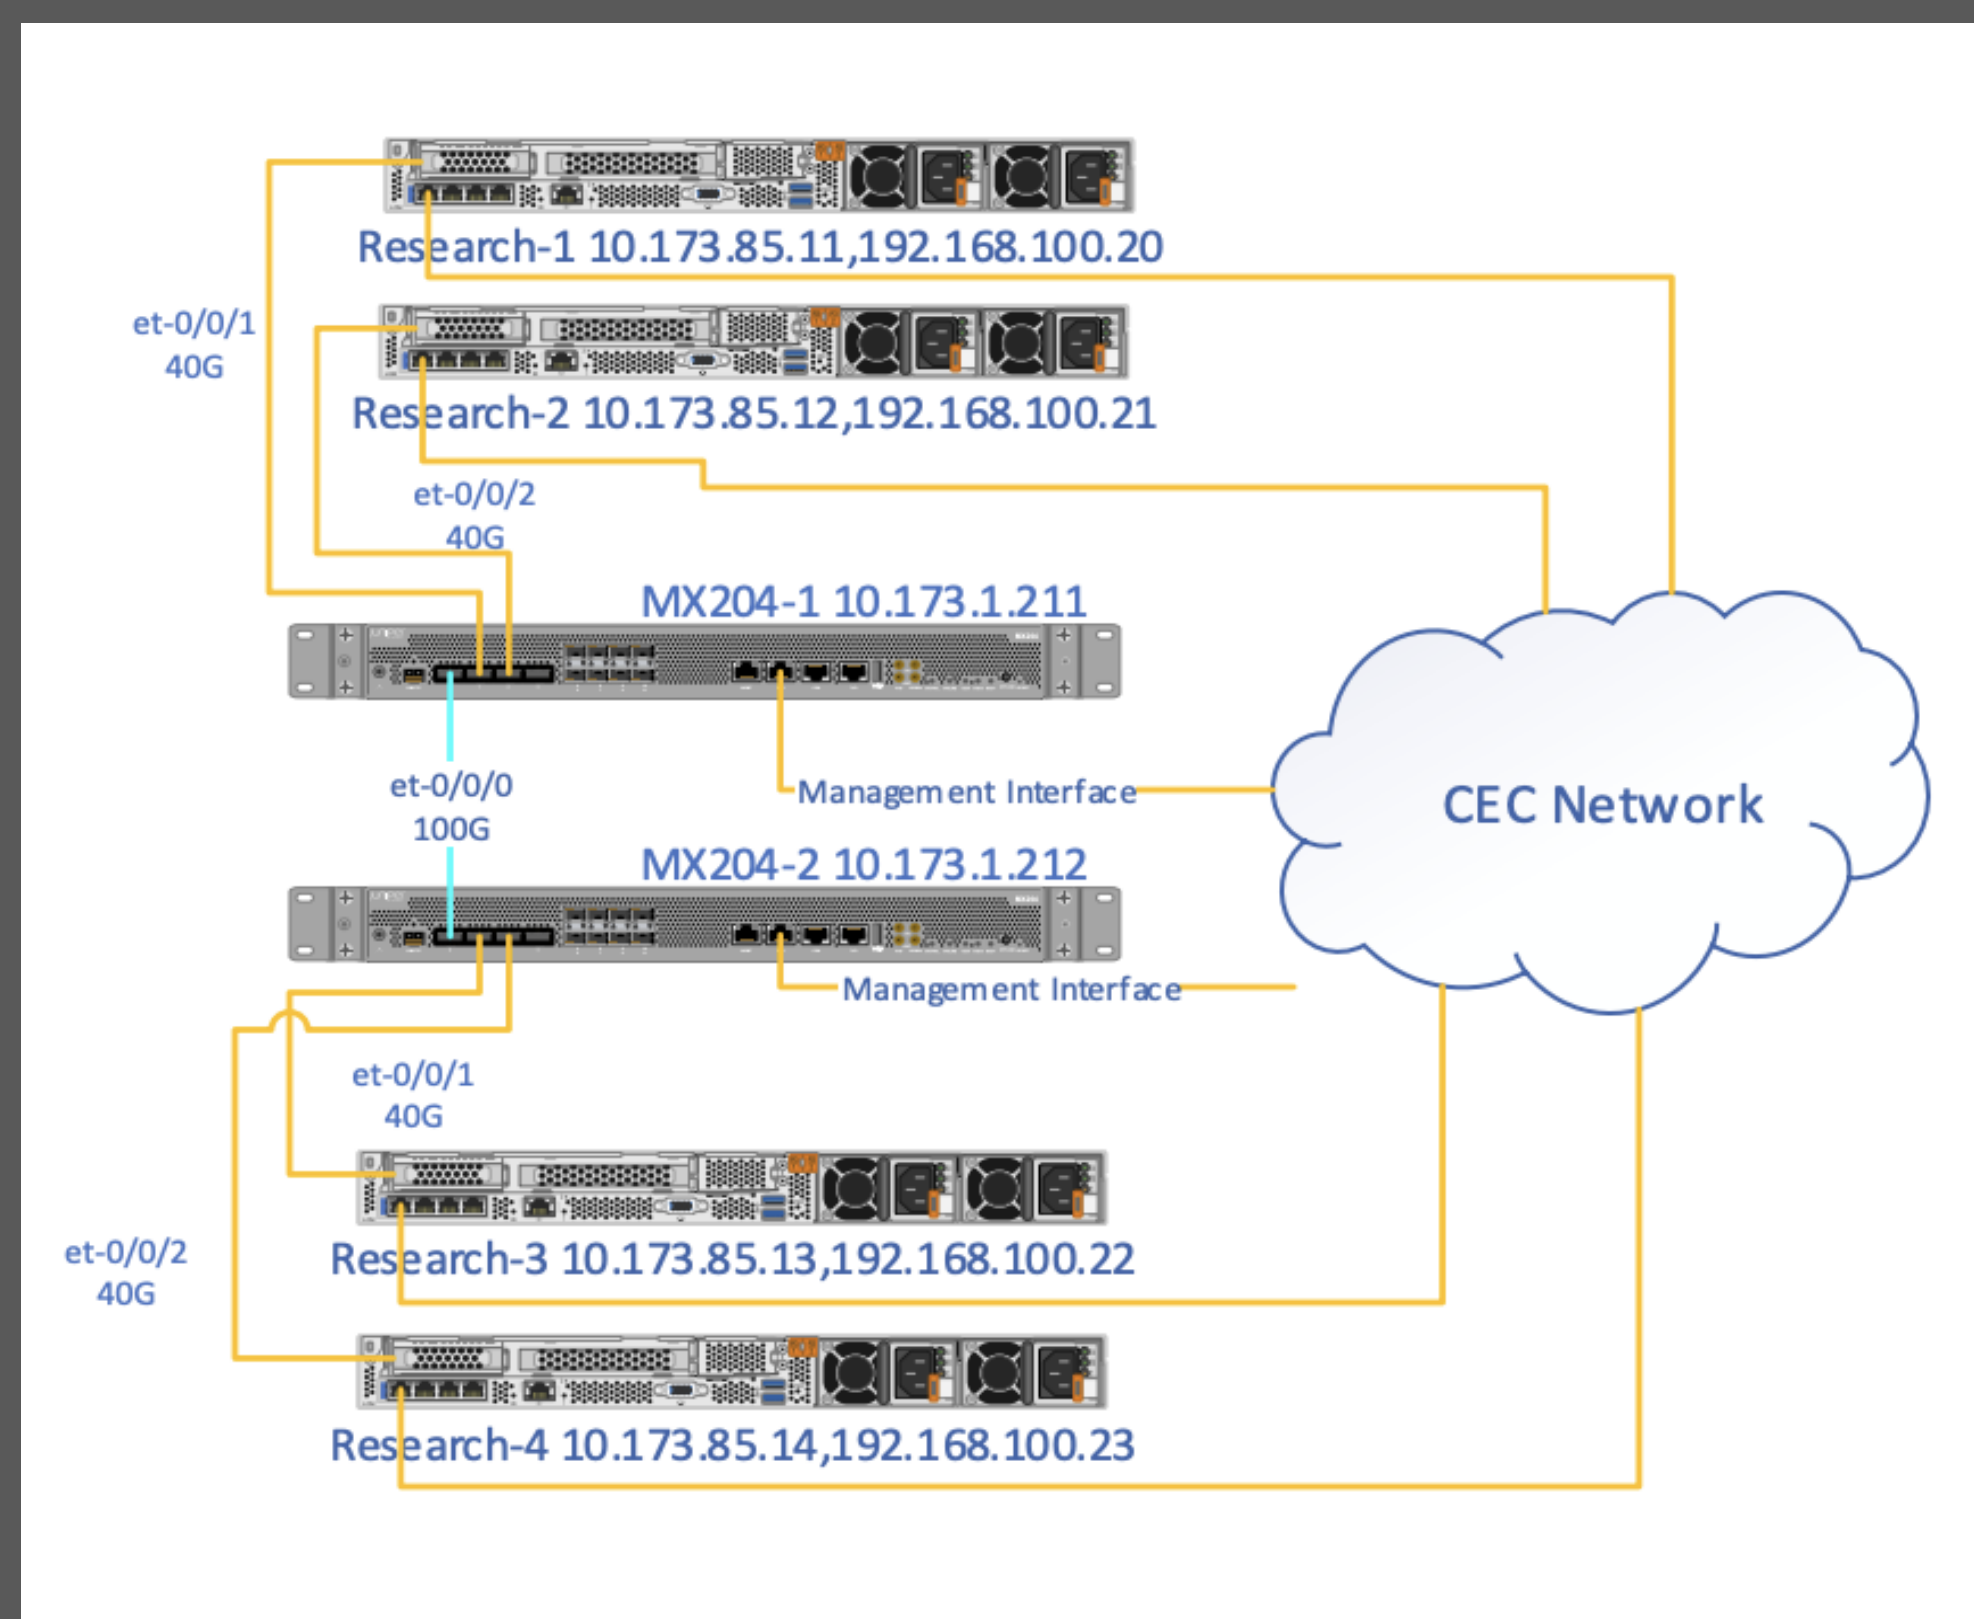 Research-1 10.173.85.11,192.168.100.20
et-0/0/1
40G
Research-2 10.173.85.12,192.168.100.21
et-0/0/2
40G
MX204-1 10.173.1.211
et-0/0/0
100G
Management Interface
CEC Network
MX204-2 10.173.1.212
Management Interface
et-0/0/1
40G
Research-3 10.173.85.13,192.168.100.22
et-0/0/2
40G
Research-4 10.173.85.14,192.168.100.23